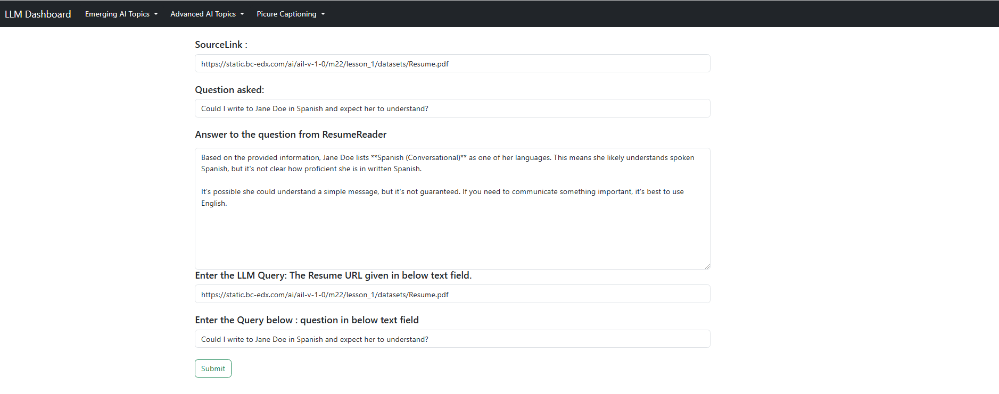 LLM Dashboard Emerging AI Topics Advanced AI Topics Picure Captioning
SourceLink :
https://static.bc-edx.com/ai/ail-v-1-0/m22/lesson_1/datasets/Resume.pdf
Question asked:
Could I write to Jane Doe in Spanish and expect her to understand?
Answer to the question from ResumeReader
Based on the provided information, Jane Doe lists **Spanish (Conversational)** as one of her languages. This means she likely understands spoken
Spanish, but it's not clear how proficient she is in written Spanish.
It's possible she could understand a simple message, but it's not guaranteed. If you need to communicate something important, it's best to use
English.
Enter the LLM Query: The Resume URL given in below text field.
https://static.bc-edx.com/ai/ail-v-1-0/m22/lesson_1/datasets/Resume.pdf
Enter the Query below : question in below text field
Could I write to Jane Doe in Spanish and expect her to understand?
Submit